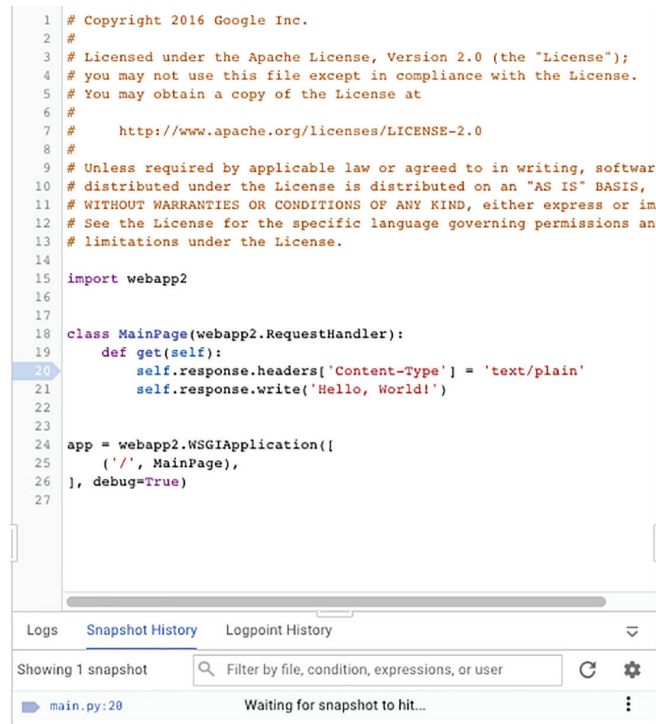 1 # Copyright 2016 Google Inc.
2 #
3 # Licensed under the Apache License, Version 2.0 (the "License");
4 # you may not use this file except in compliance with the License.
5 # You may obtain a copy of the License at
6 #
7 #     http://www.apache.org/licenses/LICENSE-2.0
8 #
9 # Unless required by applicable law or agreed to in writing, softwar
10 # distributed under the License is distributed on an "AS IS" BASIS,
11 # WITHOUT WARRANTIES OR CONDITIONS OF ANY KIND, either express or im
12 # See the License for the specific language governing permissions an
13 # limitations under the License.
14
15 import webapp2
16
17
18 class MainPage(webapp2.RequestHandler):
19     def get(self):
20         self.response.headers['Content-Type'] = 'text/plain'
21         self.response.write('Hello, World!')
22
23
24 app = webapp2.WSGIApplication([
25     ('/', MainPage),
26 ], debug=True)
27
Logs Snapshot History Logpoint History
Showing 1 snapshot Filter by file, condition, expressions, or user
main.py:20 Waiting for snapshot to hit...